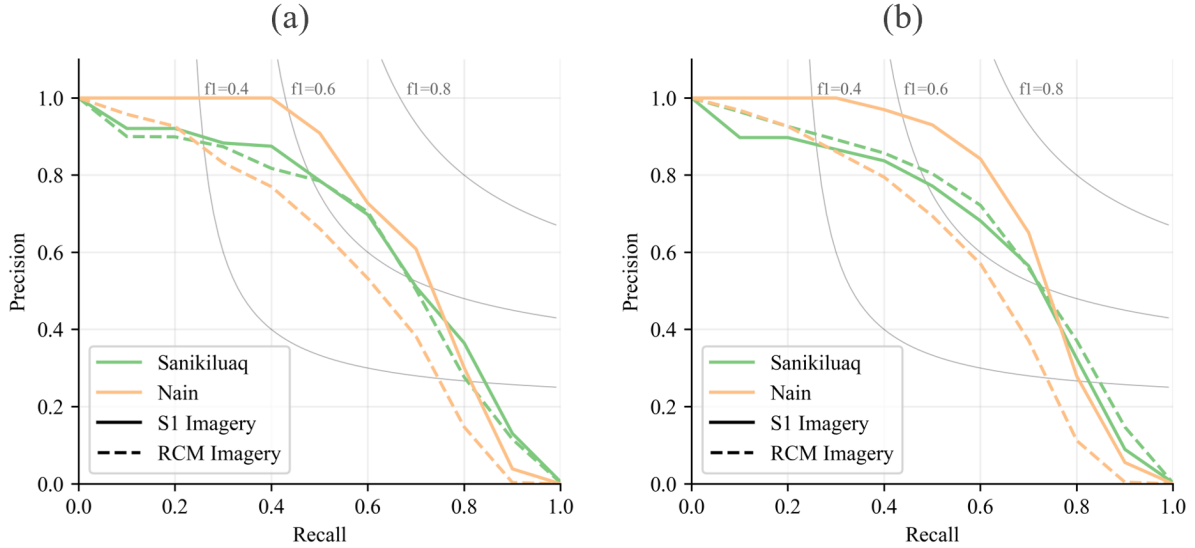 (a)
f1=0.4 f1=0.6 f1=0.8
1.0
0.8
0.6
0.4
0.2
0.0
Precision
Sanikiluaq
Nain
S1 Imagery
RCM Imagery
0.0 0.2 0.4 0.6 0.8 1.0
Recall
(b)
f1=0.4 f1=0.6 f1=0.8
1.0
0.8
0.6
0.4
0.2
0.0
Precision
Sanikiluaq
Nain
S1 Imagery
RCM Imagery
0.0 0.2 0.4 0.6 0.8 1.0
Recall